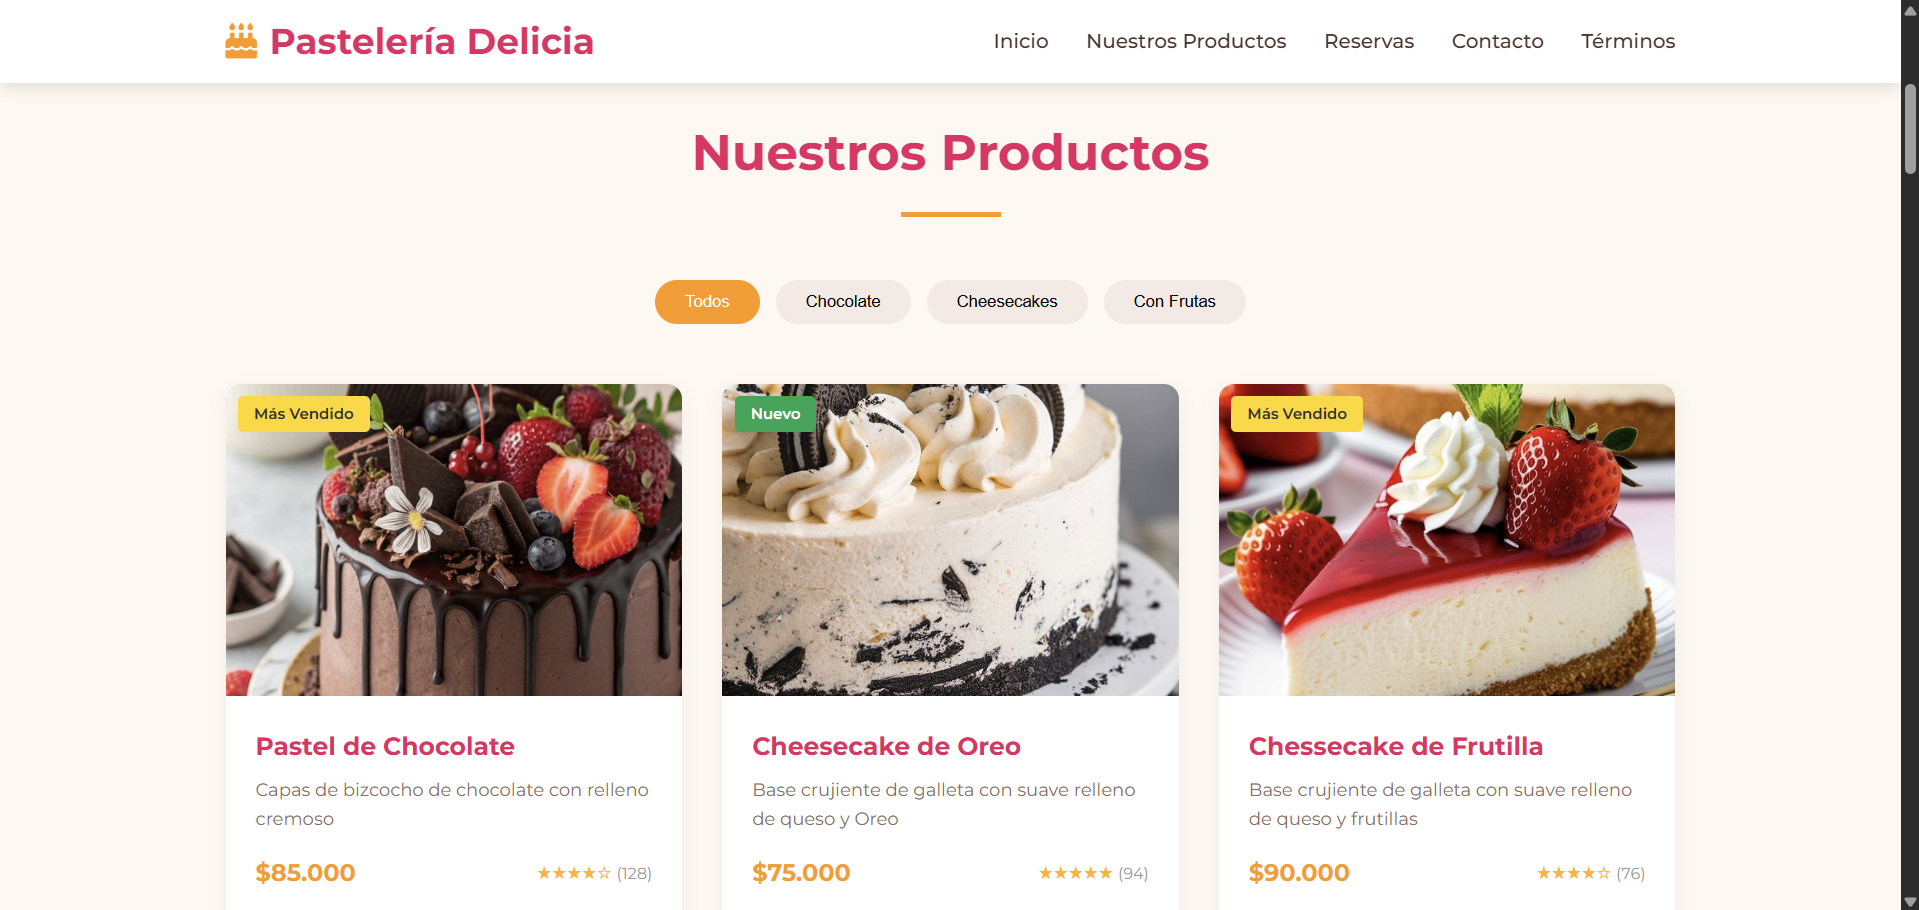 Pastelería Delicia
Inicio
Nuestros Productos
Reservas
Contacto
Términos
Nuestros Productos
Todos
Chocolate
Cheesecakes
Con Frutas
Más Vendido
Pastel de Chocolate
Capas de bizcocho de chocolate con relleno
cremoso
$85.000
★★★★☆ (128)
Nuevo
Cheesecake de Oreo
Base crujiente de galleta con suave relleno
de queso y Oreo
$75.000
★★★★★ (94)
Más Vendido
Chessecake de Frutilla
Base crujiente de galleta con suave relleno
de queso y frutillas
$90.000
★★★★☆ (76)